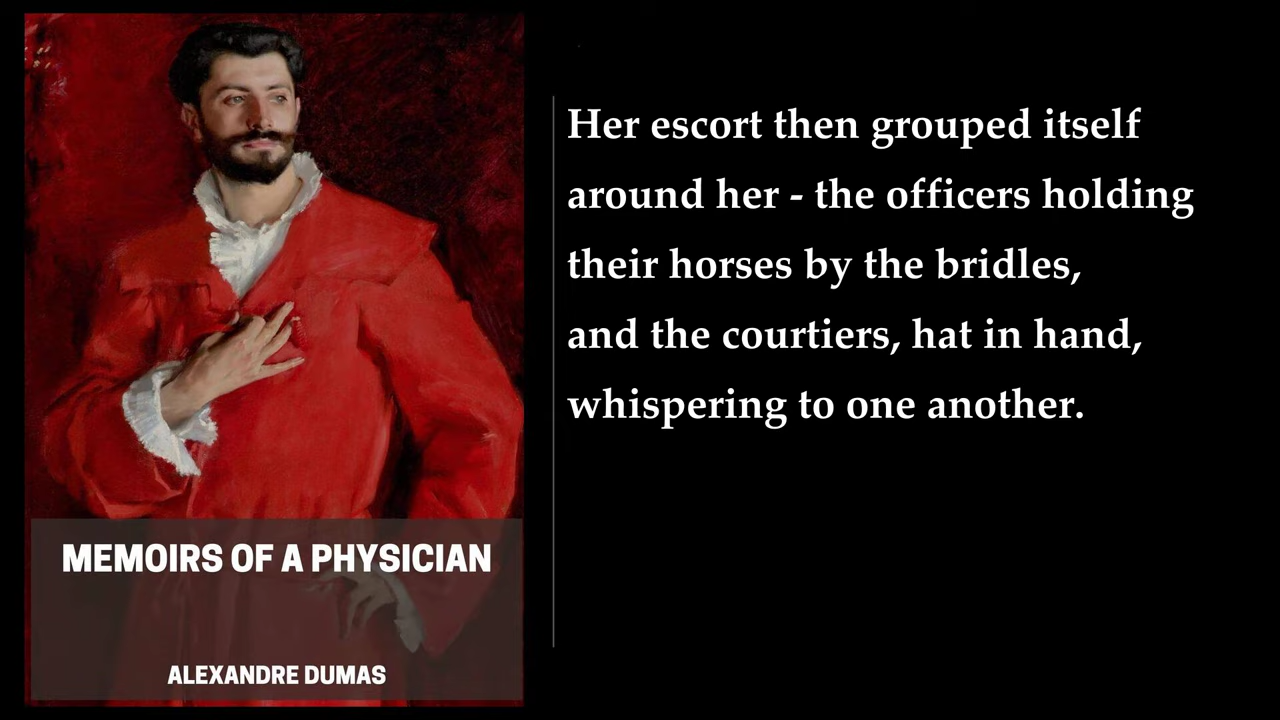 Her escort then grouped itself
around her - the officers holding
their horses by the bridles,
and the courtiers, hat in hand,
whispering to one another.
MEMOIRS OF A PHYSICIAN
ALEXANDRE DUMAS